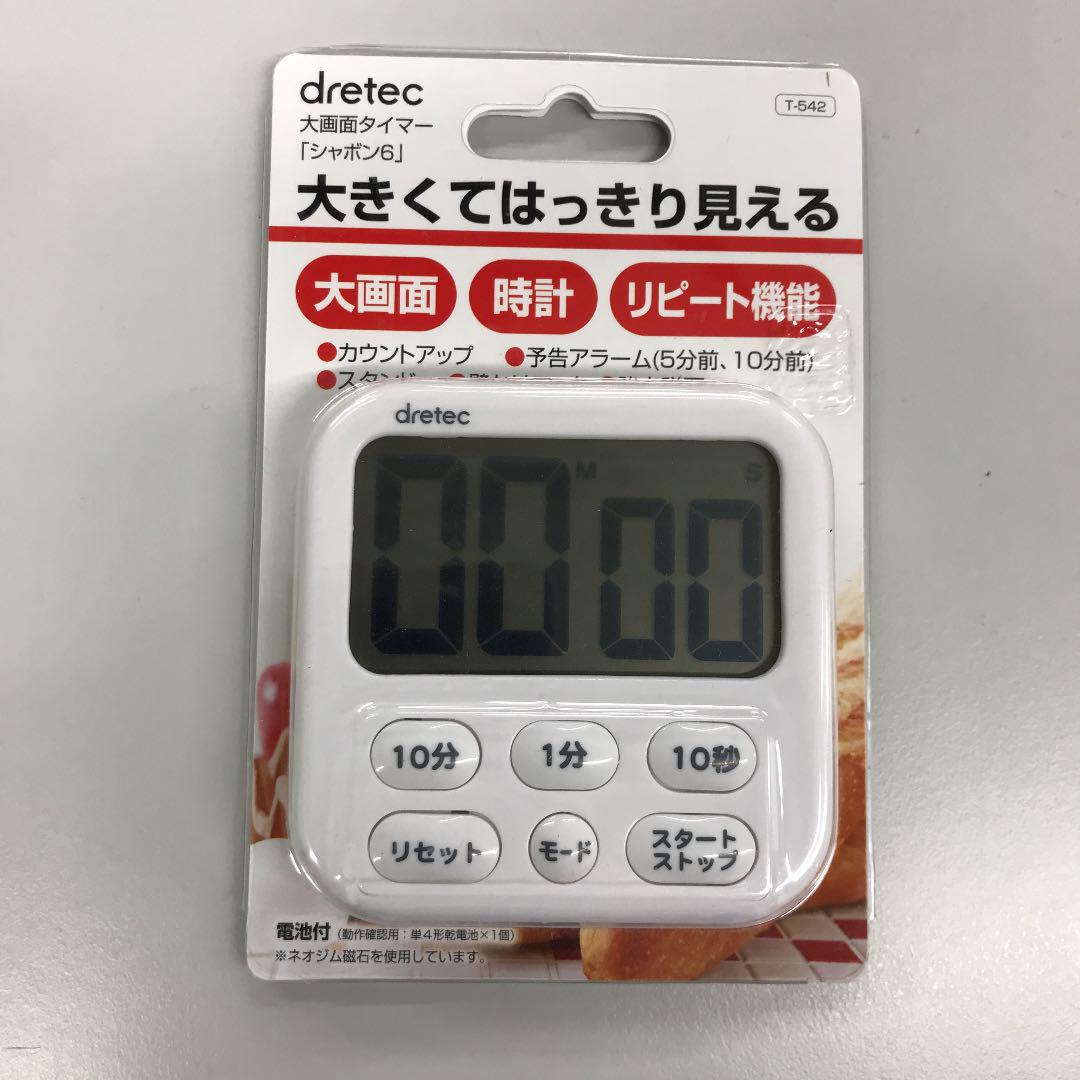 dretec
T-542
大画面タイマー
「シャボン6」
大きくてはっきり見える
大画面 時計 リピート機能
●カウントアップ ●予告アラーム(5分前、10分前)
●スタンド
dretec
00 M 00 S
10分 1分 10秒
リセット モード スタート
ストップ
電池付(動作確認用:単4形乾電池×1個)
※ネオジム磁石を使用しています。